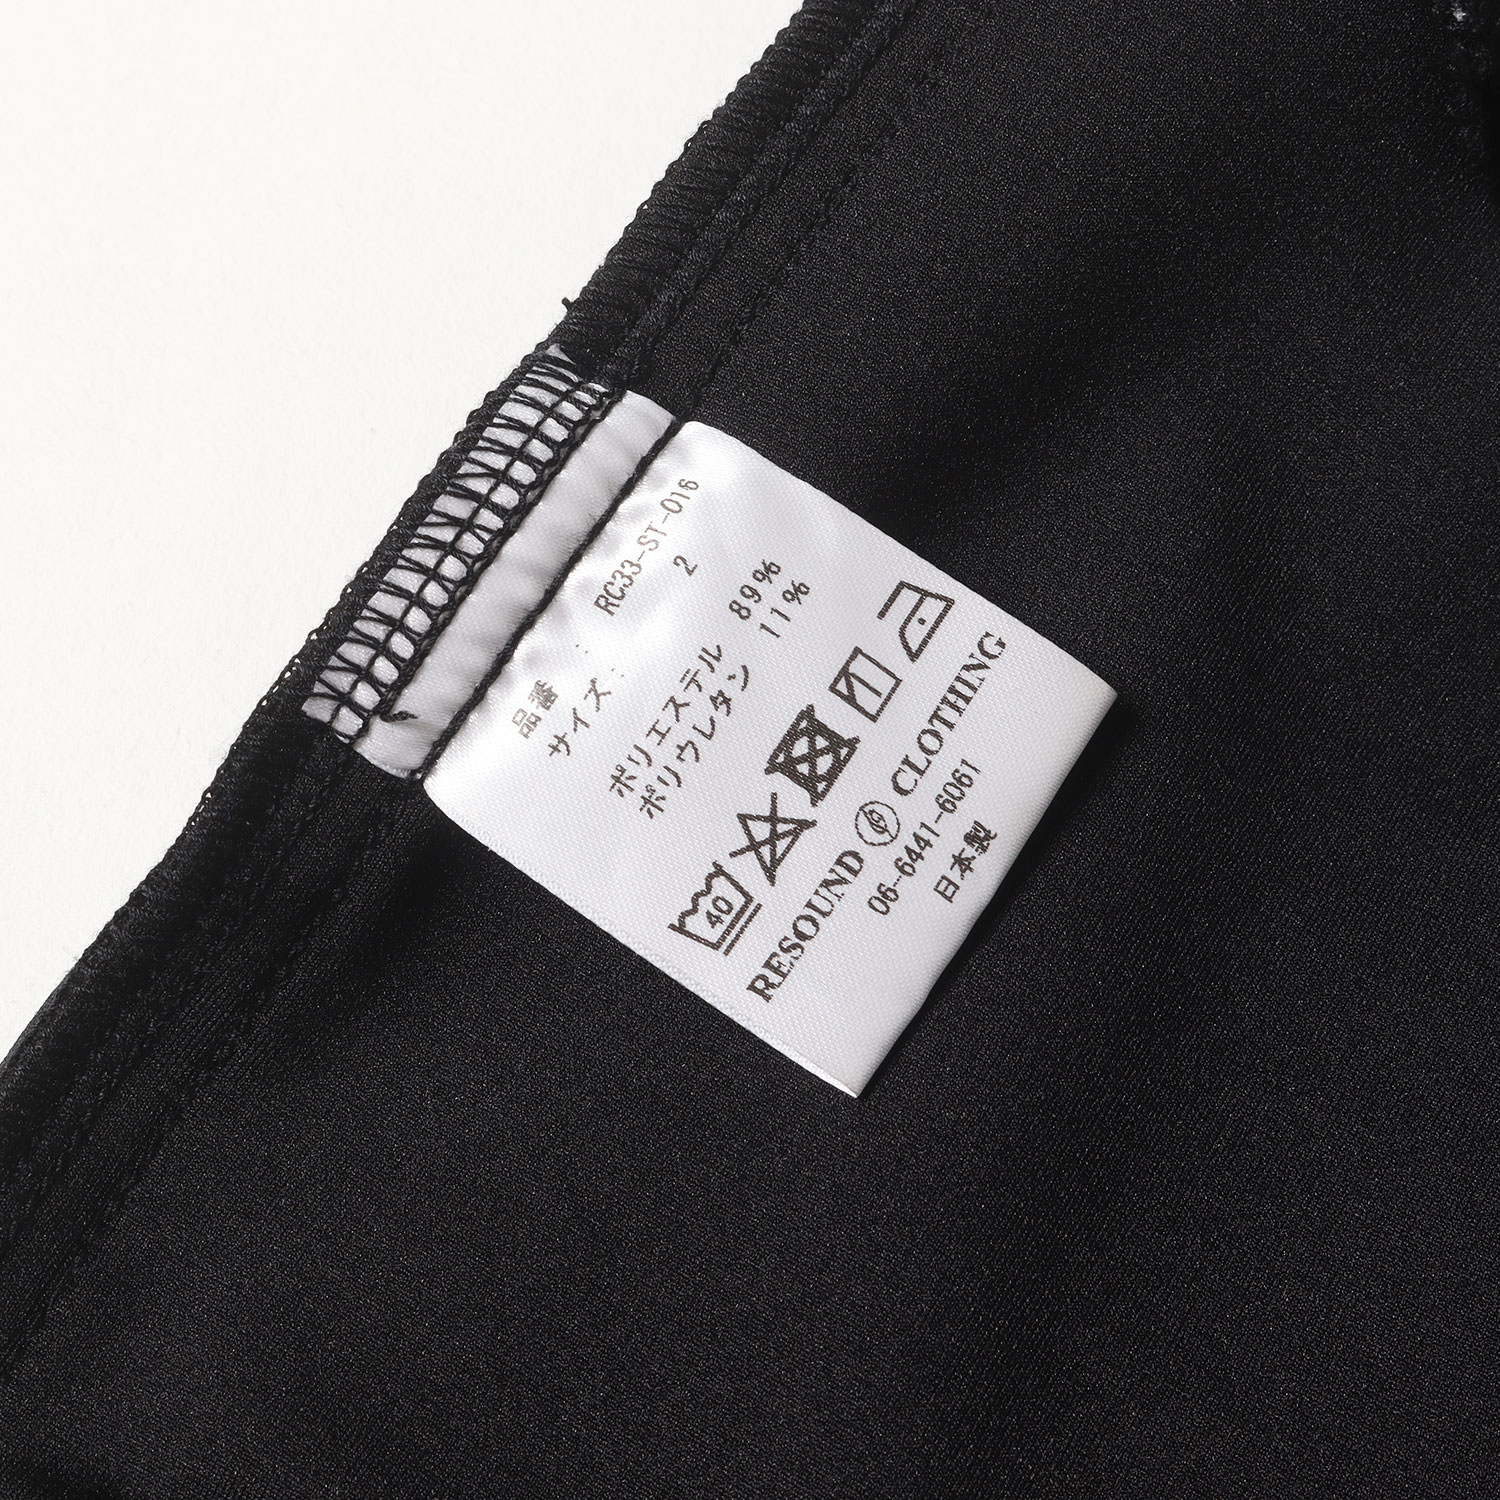 品番 : RC33-ST-016
サイズ : 2
ポリエステル 89%
ポリウレタン 11%
40
RESOUND CLOTHING
06-6441-6061
日本製